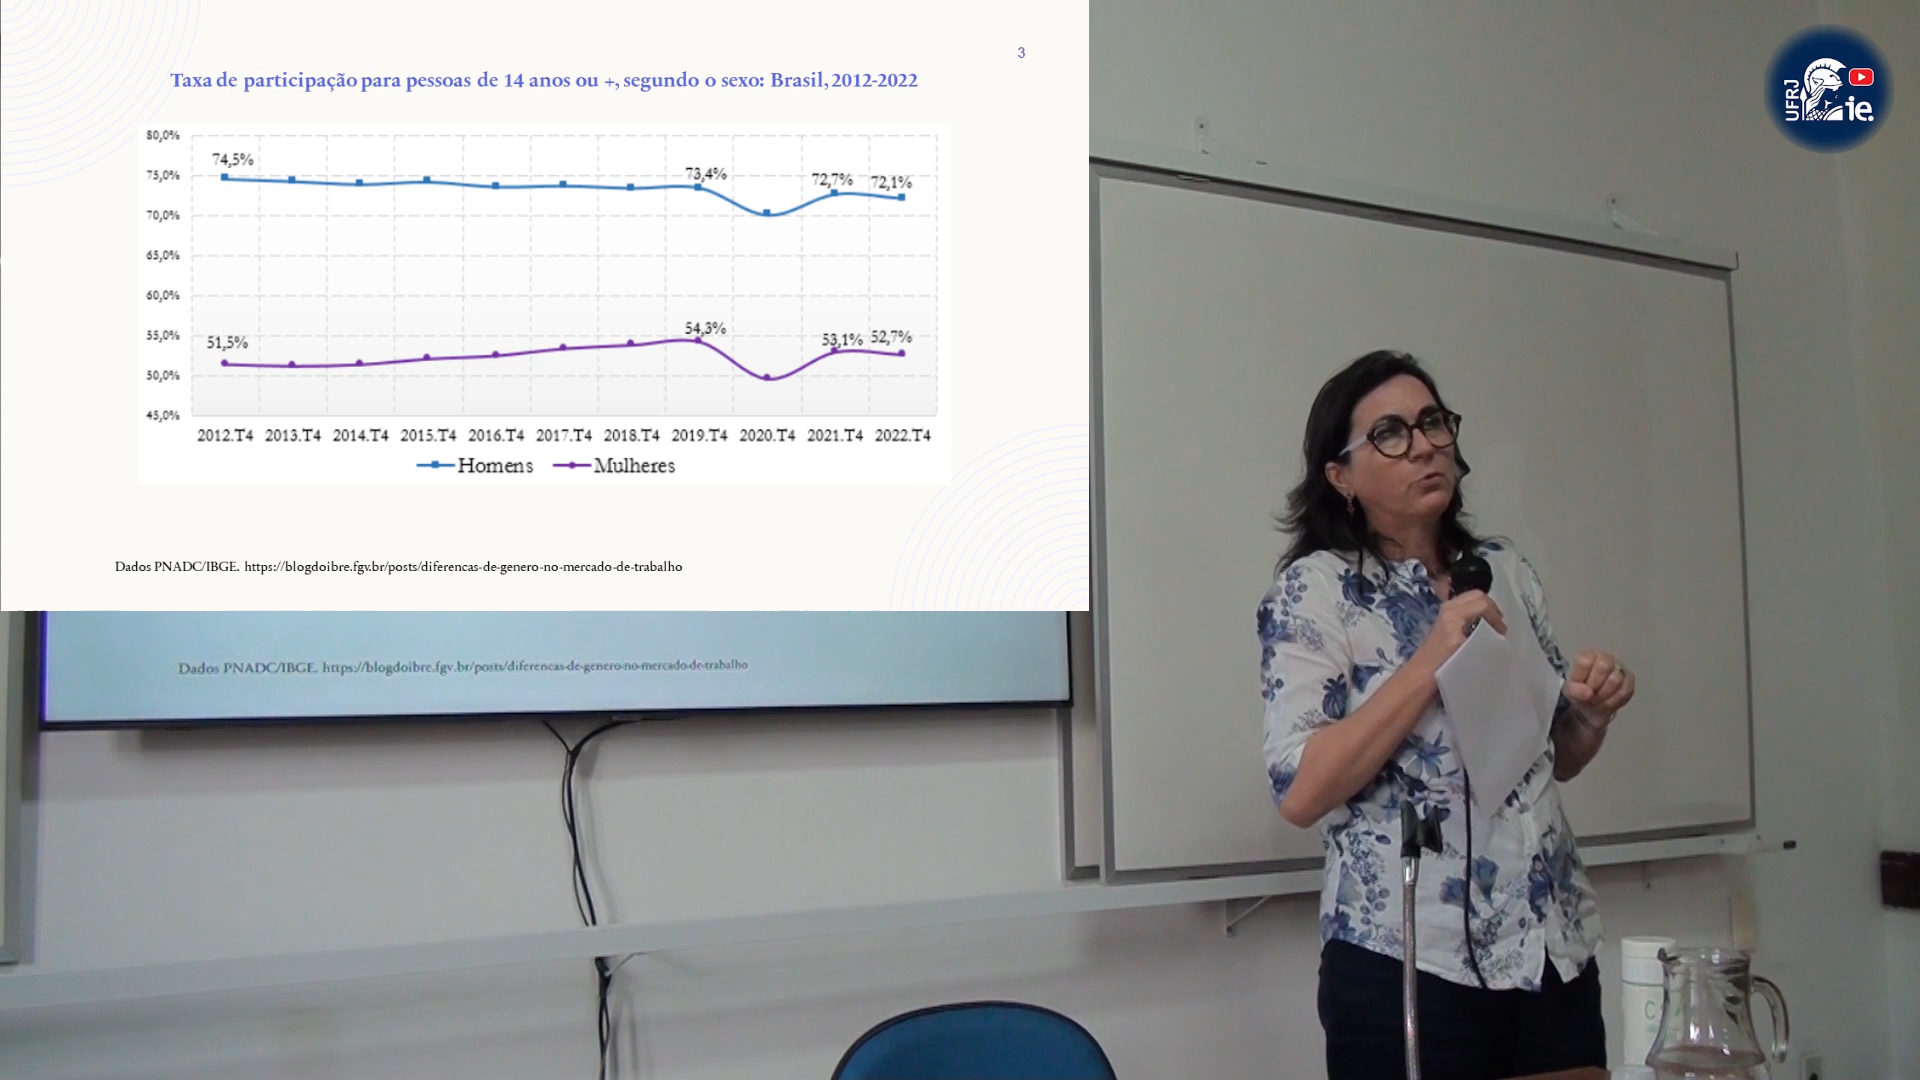 3
Taxa de participação para pessoas de 14 anos ou +, segundo o sexo: Brasil, 2012-2022
80,0%
75,0%
70,0%
65,0%
60,0%
55,0%
50,0%
45,0%
74,5%
73,4%
72,7%
72,1%
51,5%
54,3%
53,1%
52,7%
2012.T4 2013.T4 2014.T4 2015.T4 2016.T4 2017.T4 2018.T4 2019.T4 2020.T4 2021.T4 2022.T4
Homens Mulheres
Dados PNADC/IBGE. https://blogdoibre.fgv.br/posts/diferencas-de-genero-no-mercado-de-trabalho
Dados PNADC/IBGE. https://blogdoibre.fgv.br/posts/diferencas-de-genero-no-mercado-de-trabalho
UFRJ
ie.